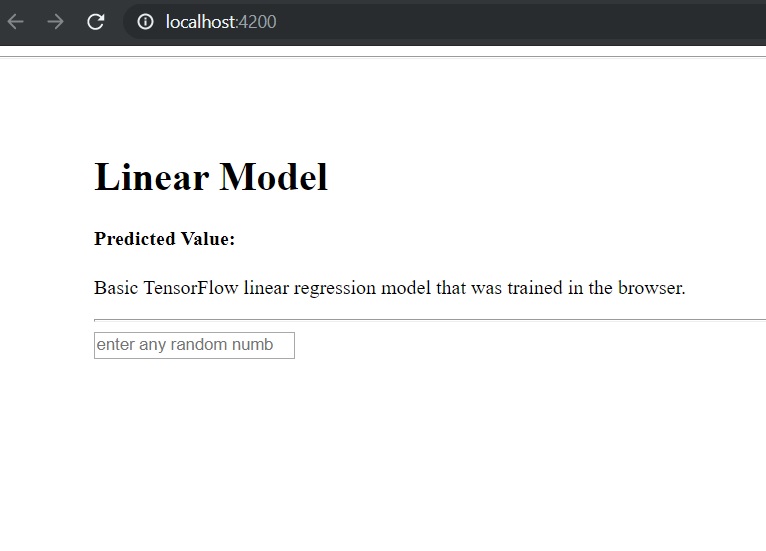 localhost:4200
Linear Model
Predicted Value:
Basic TensorFlow linear regression model that was trained in the browser.
enter any random numb